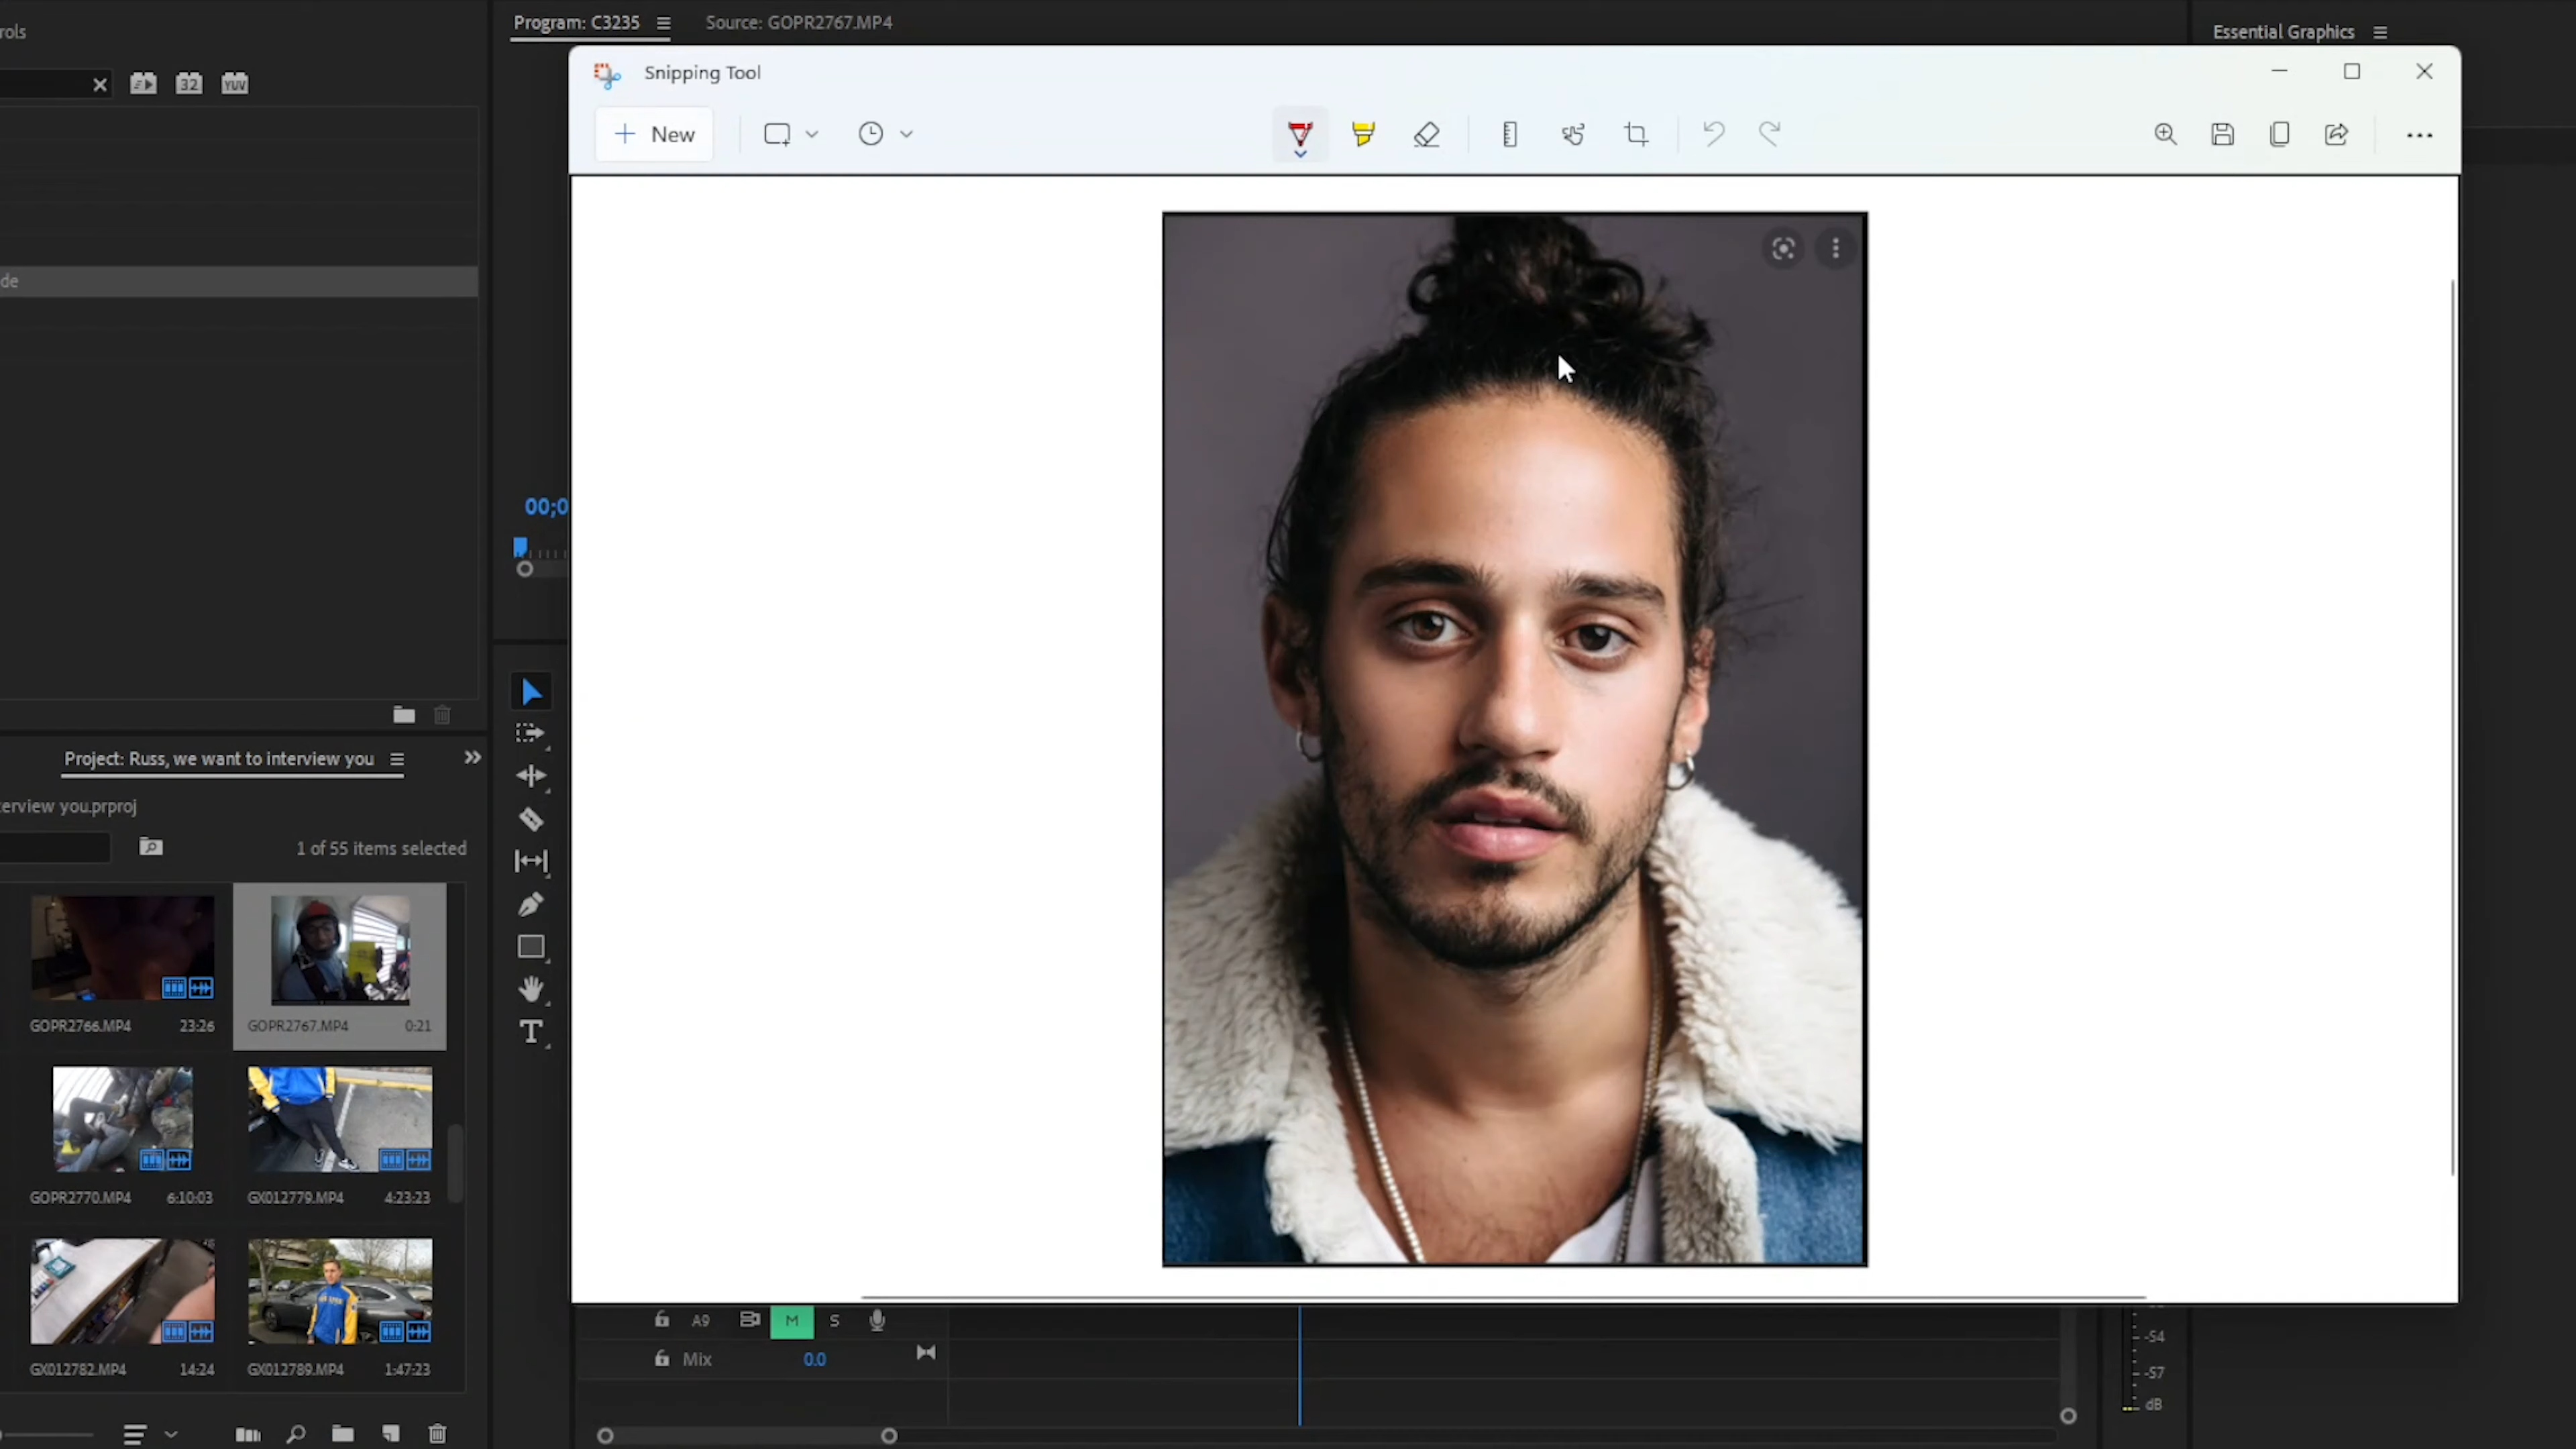 rols
Program: C3235
Source: GOPR2767.MP4
Essential Graphics
Snipping Tool
32
YUV
New
de
00;0
Project: Russ, we want to interview you
erview you.prproj
1 of 55 items selected
GOPR2766.MP4 23:26
GOPR2767.MP4 0:21
GOPR2770.MP4 6:10:03
GX012779.MP4 4:23:23
GX012782.MP4 14:24
GX012789.MP4 1:47:23
T
A9 M S
Mix 0.0
-54
-57
dB